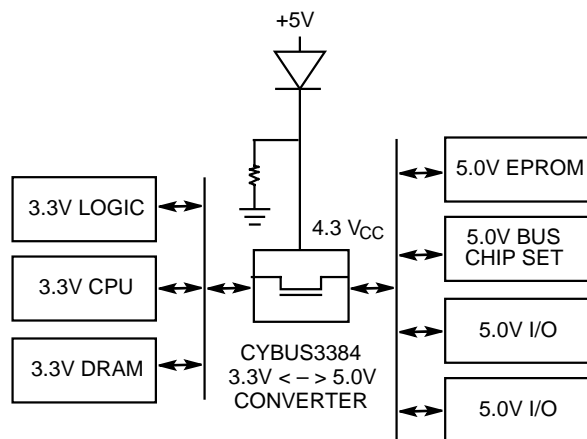 +5V
4.3 VCC
3.3V LOGIC
3.3V CPU
3.3V DRAM
CYBUS3384
3.3V < – > 5.0V
CONVERTER
5.0V EPROM
5.0V BUS
CHIP SET
5.0V I/O
5.0V I/O